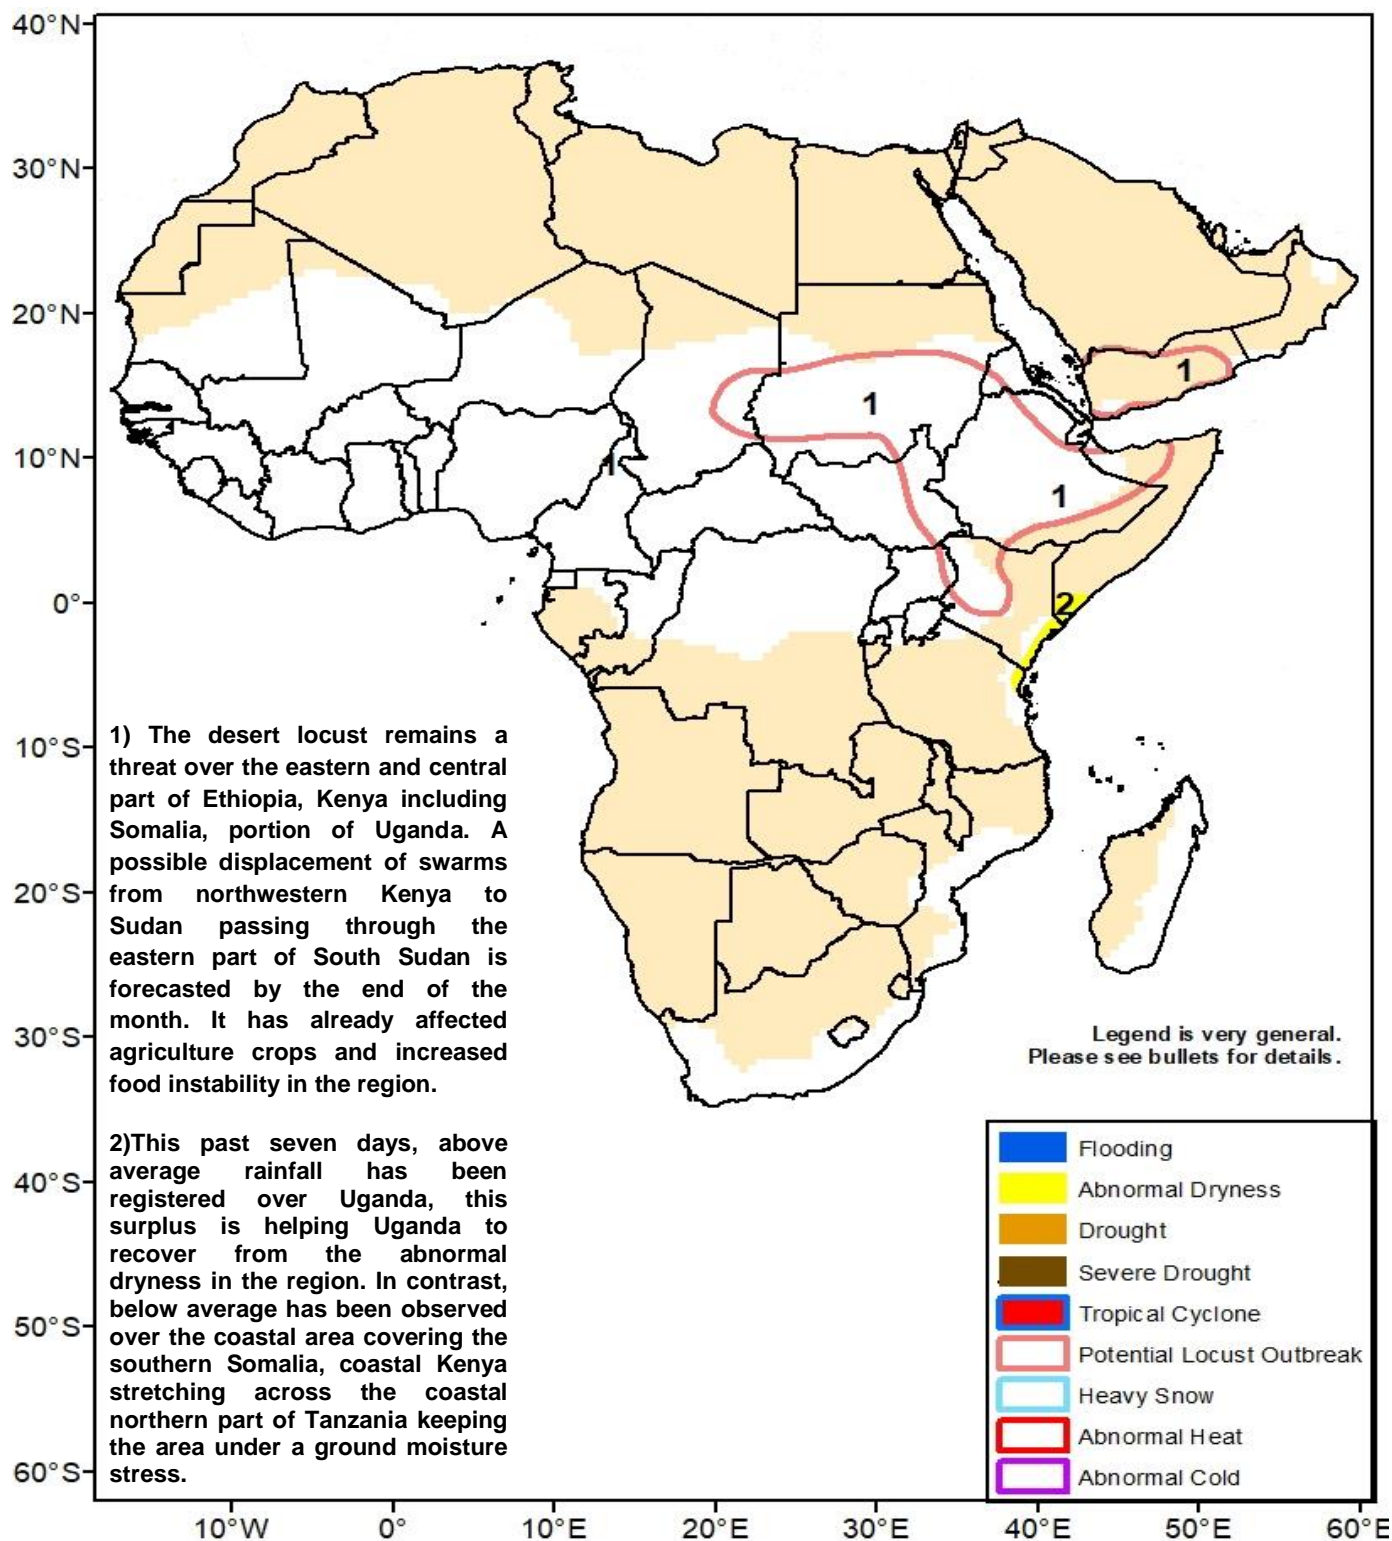 40°N
30°N
20°N
10°N
0°
10°S
20°S
30°S
40°S
50°S
60°S
1
1
1
1
2
1) The desert locust remains a
threat over the eastern and central
part of Ethiopia, Kenya including
Somalia, portion of Uganda. A
possible displacement of swarms
from northwestern Kenya to
Sudan passing through the
eastern part of South Sudan is
forecasted by the end of the
month. It has already affected
agriculture crops and increased
food instability in the region.
2)This past seven days, above
average rainfall has been
registered over Uganda, this
surplus is helping Uganda to
recover from the abnormal
dryness in the region. In contrast,
below average has been observed
over the coastal area covering the
southern Somalia, coastal Kenya
stretching across the coastal
northern part of Tanzania keeping
the area under a ground moisture
stress.
Legend is very general.
Please see bullets for details.
Flooding
Abnormal Dryness
Drought
Severe Drought
Tropical Cyclone
Potential Locust Outbreak
Heavy Snow
Abnormal Heat
Abnormal Cold
10°W 0° 10°E 20°E 30°E 40°E 50°E 60°E